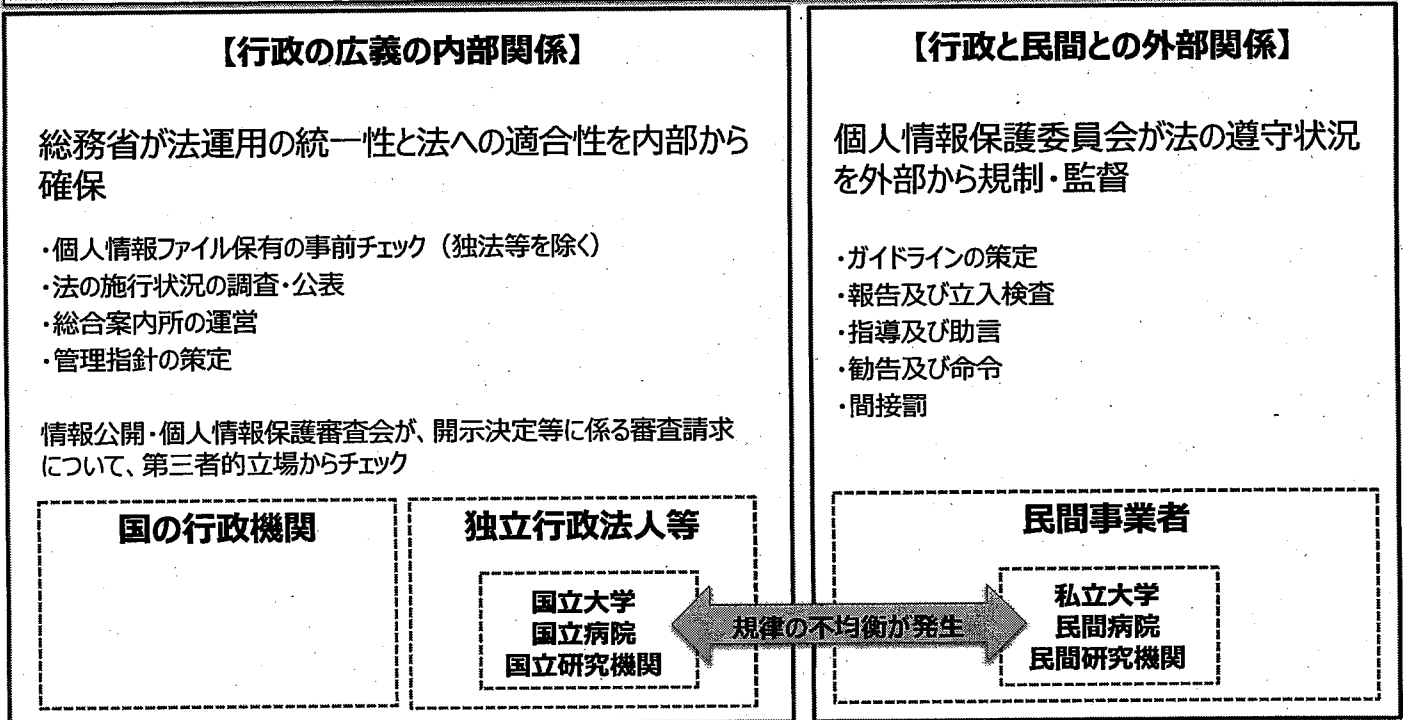 【行政の広義の内部関係】
総務省が法運用の統一性と法への適合性を内部から
確保
・個人情報ファイル保有の事前チェック（独法等を除く）
・法の施行状況の調査・公表
・総合案内所の運営
・管理指針の策定
情報公開・個人情報保護審査会が、開示決定等に係る審査請求
について、第三者的立場からチェック
国の行政機関
独立行政法人等
国立大学
国立病院
国立研究機関
規律の不均衡が発生
【行政と民間との外部関係】
個人情報保護委員会が法の遵守状況
を外部から規制・監督
・ガイドラインの策定
・報告及び立入検査
・指導及び助言
・勧告及び命令
・間接罰
民間事業者
私立大学
民間病院
民間研究機関